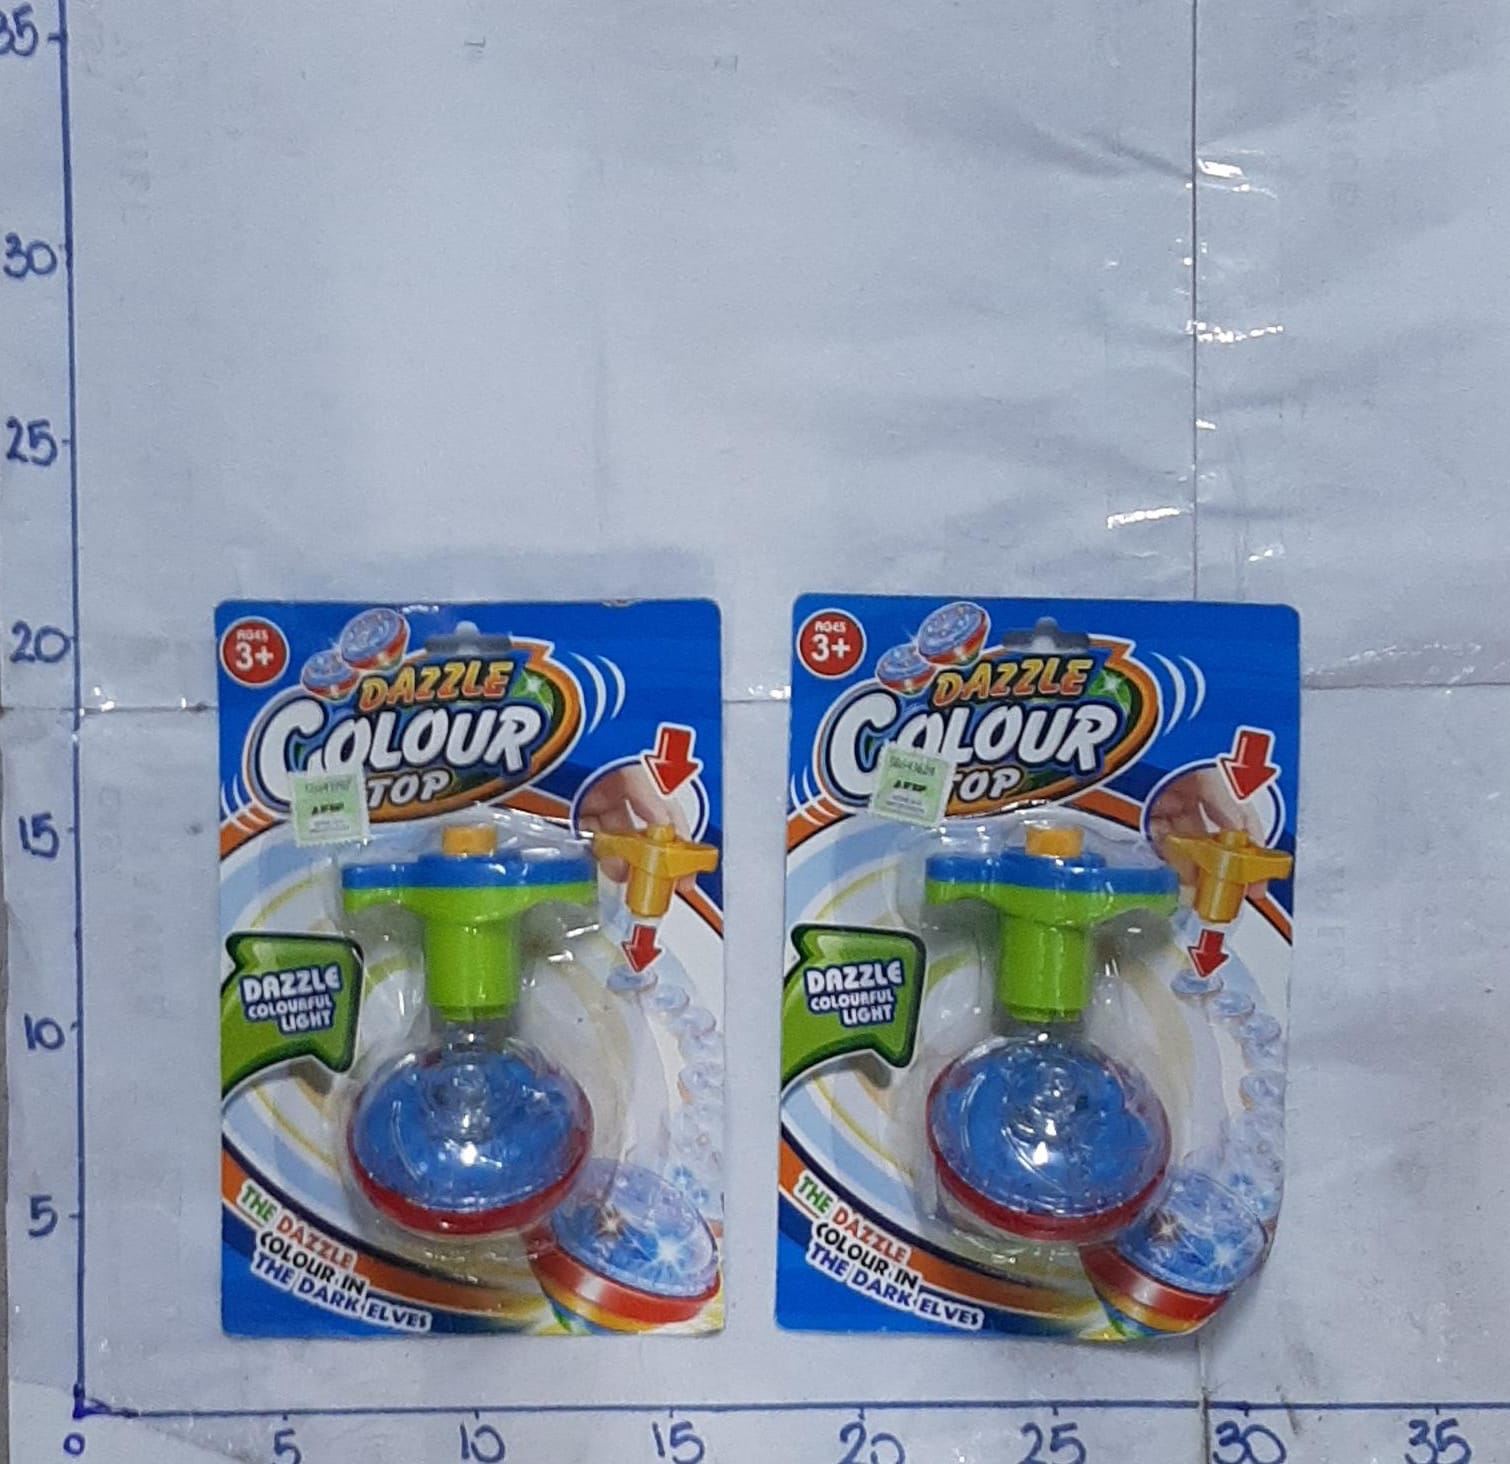 35
30
25
20
15
10
5
0
5
10
15
20
25
30
35
AGES
3+
DAZZLE
COLOUR
TOP
DAZZLE
COLOURFUL
LIGHT
THE DAZZLE
COLOUR IN
THE DARK ELVES
AGES
3+
DAZZLE
COLOUR
TOP
DAZZLE
COLOURFUL
LIGHT
THE DAZZLE
COLOUR IN
THE DARK ELVES